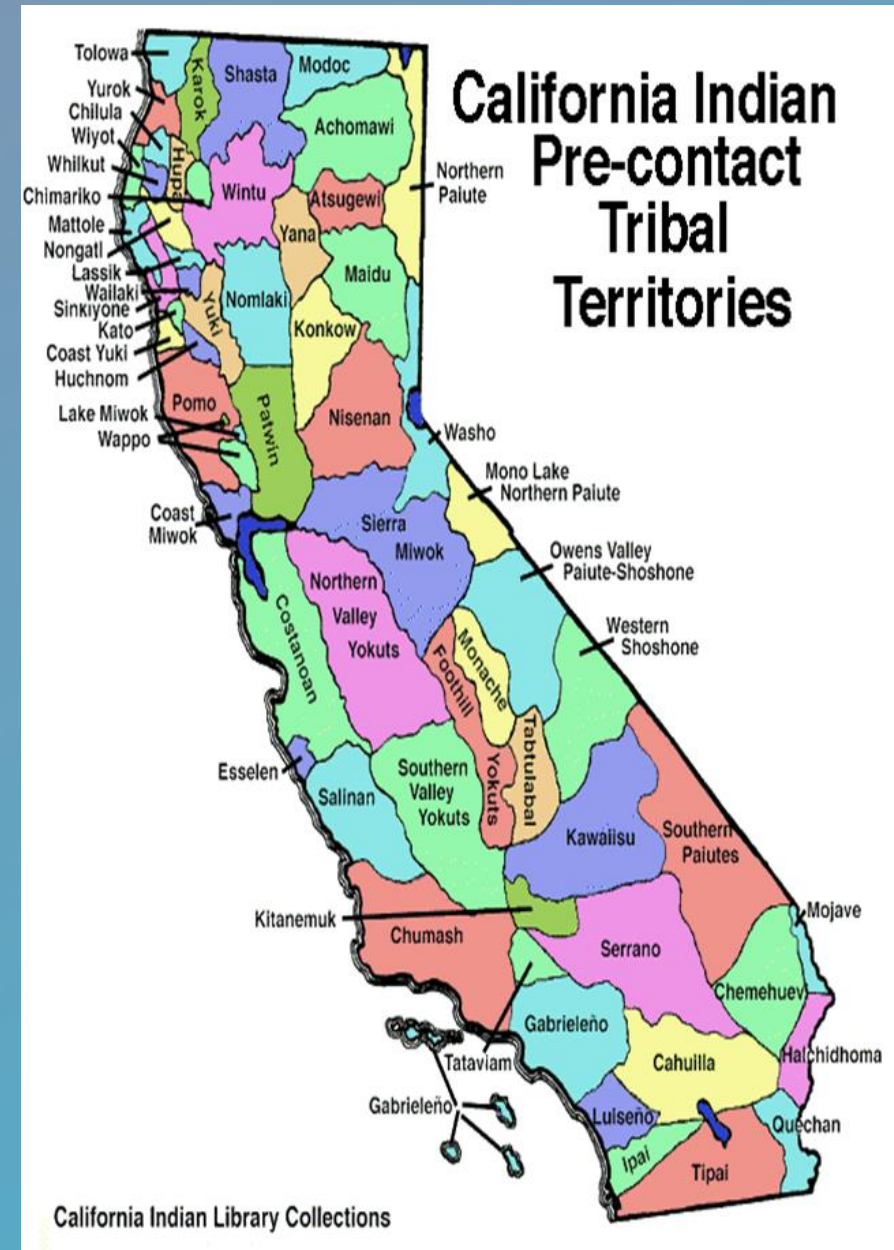 California Indian
Pre-contact
Tribal
Territories
Tolowa
Yurok
Chilula
Wiyot
Whilkut
Chimariko
Mattole
Nongatl
Lassik
Wailaki
Sinkiyone
Kato
Coast Yuki
Huchnom
Lake Miwok
Wappo
Coast
Miwok
Karok
Shasta
Modoc
Achomawi
Northern
Paiute
Hupa
Wintu
Atsugewi
Yana
Maidu
Yuki
Nomlaki
Konkow
Pomo
Patwin
Nisenan
Washo
Mono Lake
Northern Paiute
Sierra
Miwok
Owens Valley
Paiute-Shoshone
Northern
Valley
Yokuts
Costanoan
Western
Shoshone
Monache
Foothill
Yokuts
Tabtulabal
Esselen
Salinan
Southern
Valley
Yokuts
Kawaiisu
Southern
Paiutes
Kitanemuk
Chumash
Serrano
Mojave
Chemehuevi
Gabrieleño
Tataviam
Cahuilla
Halchidhoma
Gabrieleño
Luiseño
Quechan
Ipai
Tipai
California Indian Library Collections